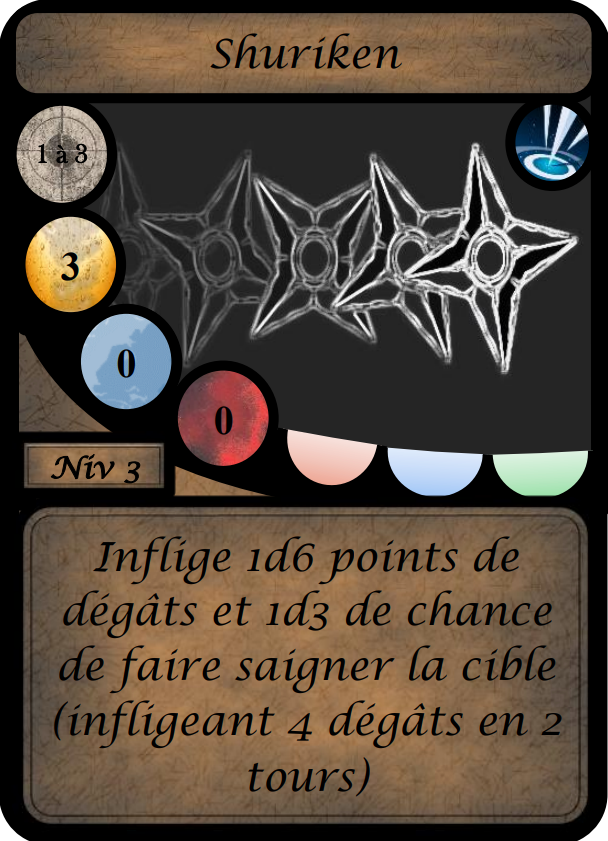 Shuriken
1 à 3
3
0
0
Niv 3
Inflige 1d6 points de
dégâts et 1d3 de chance
de faire saigner la cible
(infligeant 4 dégâts en 2
tours)